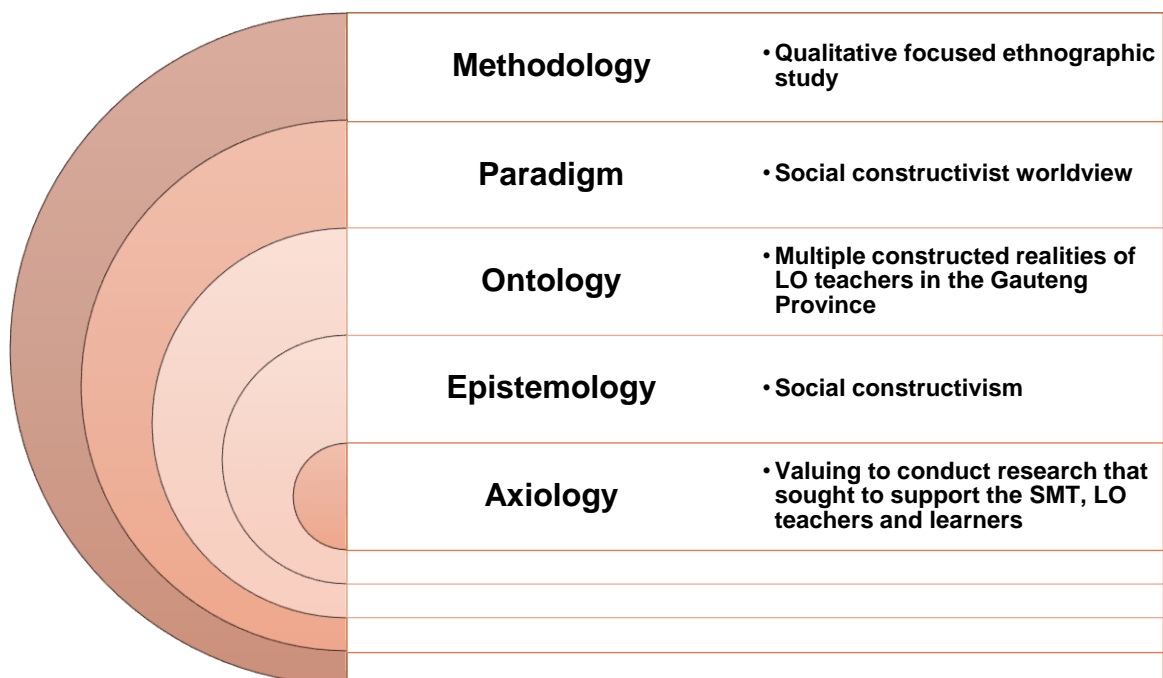 Methodology
• Qualitative focused ethnographic
study
Paradigm
• Social constructivist worldview
Ontology
• Multiple constructed realities of
LO teachers in the Gauteng
Province
Epistemology
• Social constructivism
Axiology
• Valuing to conduct research that
sought to support the SMT, LO
teachers and learners